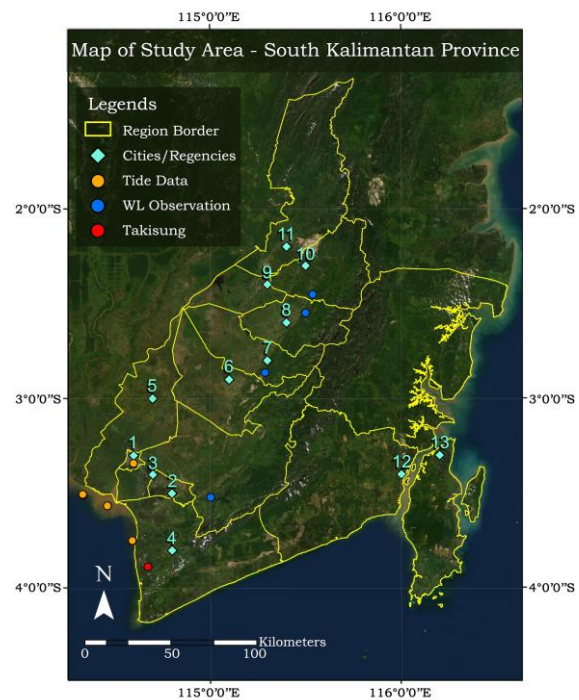 115°0'0"E 116°0'0"E
Map of Study Area - South Kalimantan Province
Legends
Region Border
Cities/Regencies
Tide Data
WL Observation
Takisung
2°0'0"S 2°0'0"S
11
10
9
8
7
6
3°0'0"S 3°0'0"S
5
1
13
3
12
2
4
4°0'0"S 4°0'0"S
N
Kilometers
0 50 100
115°0'0"E 116°0'0"E